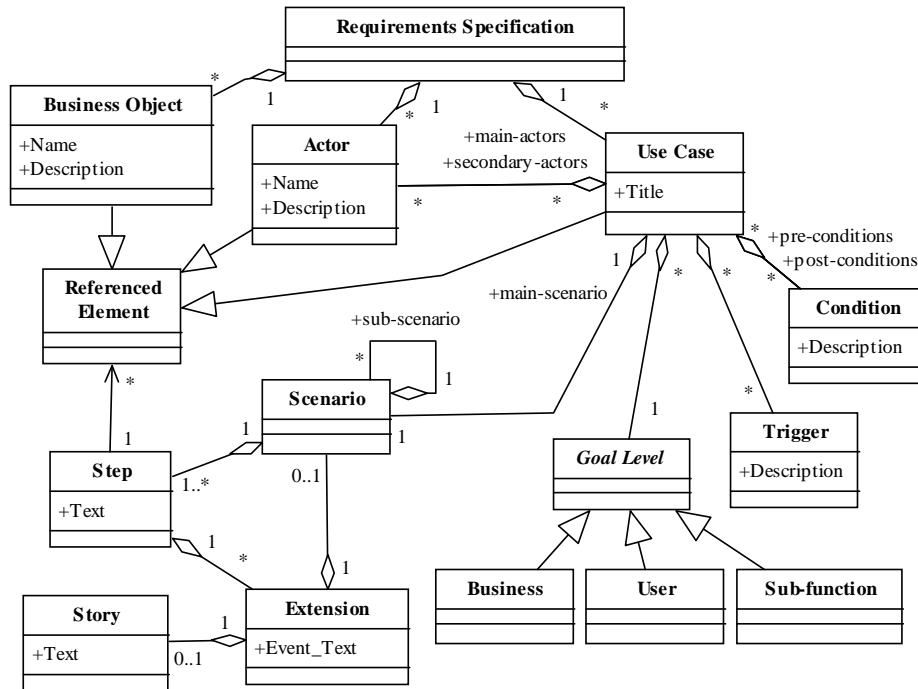 Requirements Specification
*
1
1
*
1
*
Business Object
+Name
+Description
Actor
+Name
+Description
+main-actors
+secondary-actors
*
*
Use Case
+Title
*
+pre-conditions
+post-conditions
*
Referenced
Element
1
*
*
+main-scenario
Condition
+Description
+sub-scenario
*
1
*
Scenario
1
1
*
1
1
Goal Level
Trigger
+Description
Step
+Text
1..*
0..1
1
*
1
Business
User
Sub-function
Story
+Text
1
0..1
Extension
+Event_Text